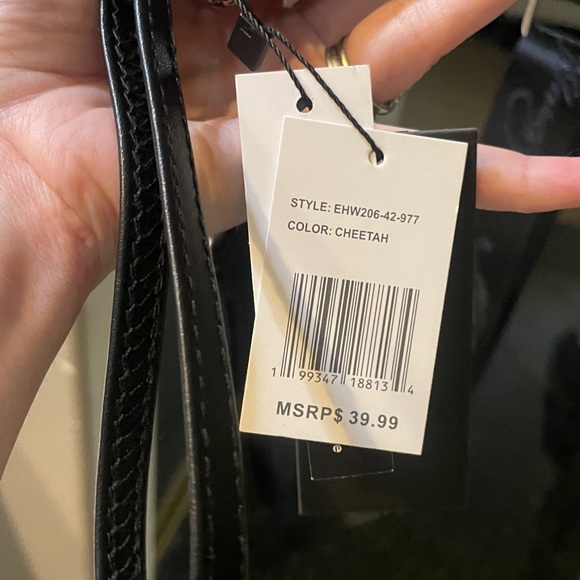 STYLE: EHW206-42-977
COLOR: CHEETAH
1 99347 18813 4
MSRP$ 39.99
e